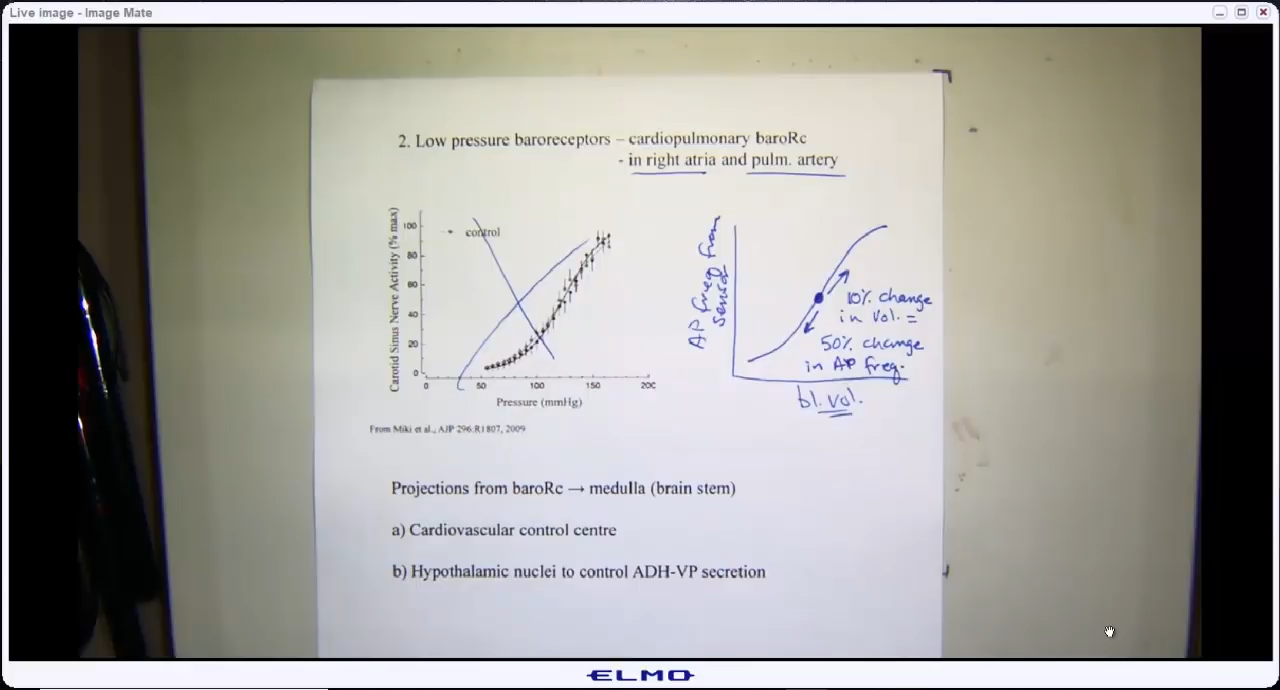 Live image - Image Mate
2. Low pressure baroreceptors – cardiopulmonary baroRc
- in right atria and pulm. artery
Carotid Sinus Nerve Activity (% max)
100
80
60
40
20
0
control
0 50 100 150 200
Pressure (mmHg)
From Miki et al., AJP 296:R1807, 2009
AP freq from
sensor
10% change
in vol. =
50% change
in AP freq.
bl. vol.
Projections from baroRc → medulla (brain stem)
a) Cardiovascular control centre
b) Hypothalamic nuclei to control ADH-VP secretion
ELMO